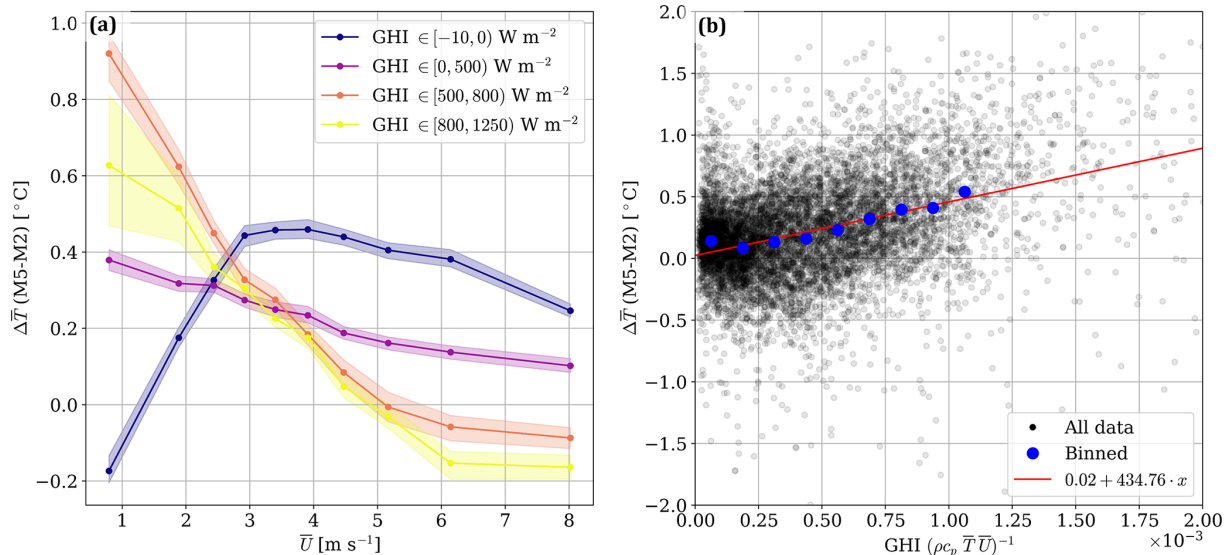 (a)
GHI ∈[−10, 0) W m⁻²
GHI ∈[0, 500) W m⁻²
GHI ∈[500, 800) W m⁻²
GHI ∈[800, 1250) W m⁻²
1.0
0.8
0.6
0.4
0.2
0.0
−0.2
ΔT̅ (M5-M2) [°C]
1 2 3 4 5 6 7 8
U̅ [m s⁻¹]
(b)
2.0
1.5
1.0
0.5
0.0
−0.5
−1.0
−1.5
−2.0
ΔT̅ (M5-M2) [°C]
All data
Binned
0.02 + 434.76 · x
0.00 0.25 0.50 0.75 1.00 1.25 1.50 1.75 2.00
×10⁻³
GHI (ρcₚ T̅ U̅)⁻¹